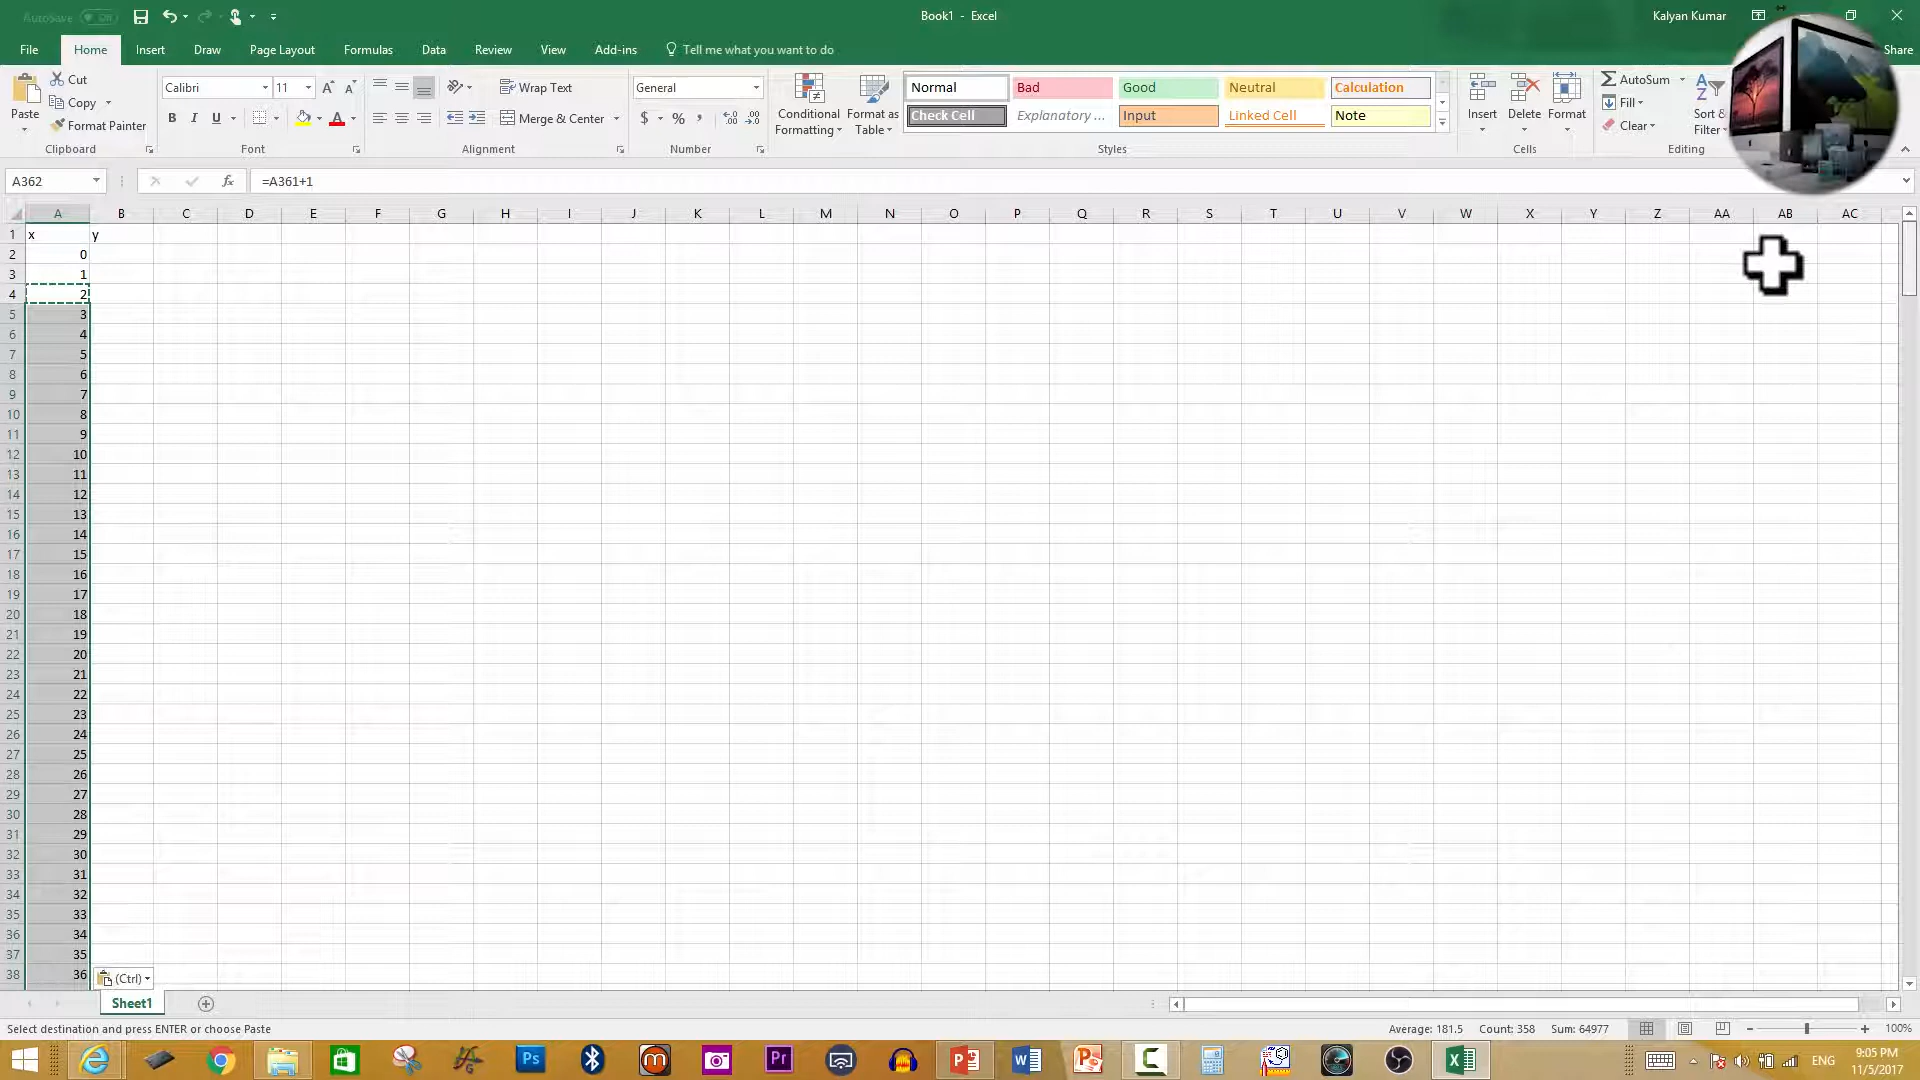 AutoSave Off
Book1 - Excel
Kalyan Kumar
File Home Insert Draw Page Layout Formulas Data Review View Add-ins Tell me what you want to do Share
Paste
Cut
Copy
Format Painter
Clipboard
Calibri 11
B I U
Font
Wrap Text
Merge & Center
Alignment
General
$ % ,
Number
Conditional Formatting
Format as Table
Normal Bad Good Neutral Calculation
Check Cell Explanatory ... Input Linked Cell Note
Styles
Insert Delete Format
Cells
AutoSum
Fill
Clear
Sort & Filter
Editing
A362 fx =A361+1
A B C D E F G H I J K L M N O P Q R S T U V W X Y Z AA AB AC
1 x y
2 0
3 1
4 2
5 3
6 4
7 5
8 6
9 7
10 8
11 9
12 10
13 11
14 12
15 13
16 14
17 15
18 16
19 17
20 18
21 19
22 20
23 21
24 22
25 23
26 24
27 25
28 26
29 27
30 28
31 29
32 30
33 31
34 32
35 33
36 34
37 35
38 36
(Ctrl)
Sheet1
Select destination and press ENTER or choose Paste
Average: 181.5 Count: 358 Sum: 64977 100%
ENG
9:05 PM
11/5/2017